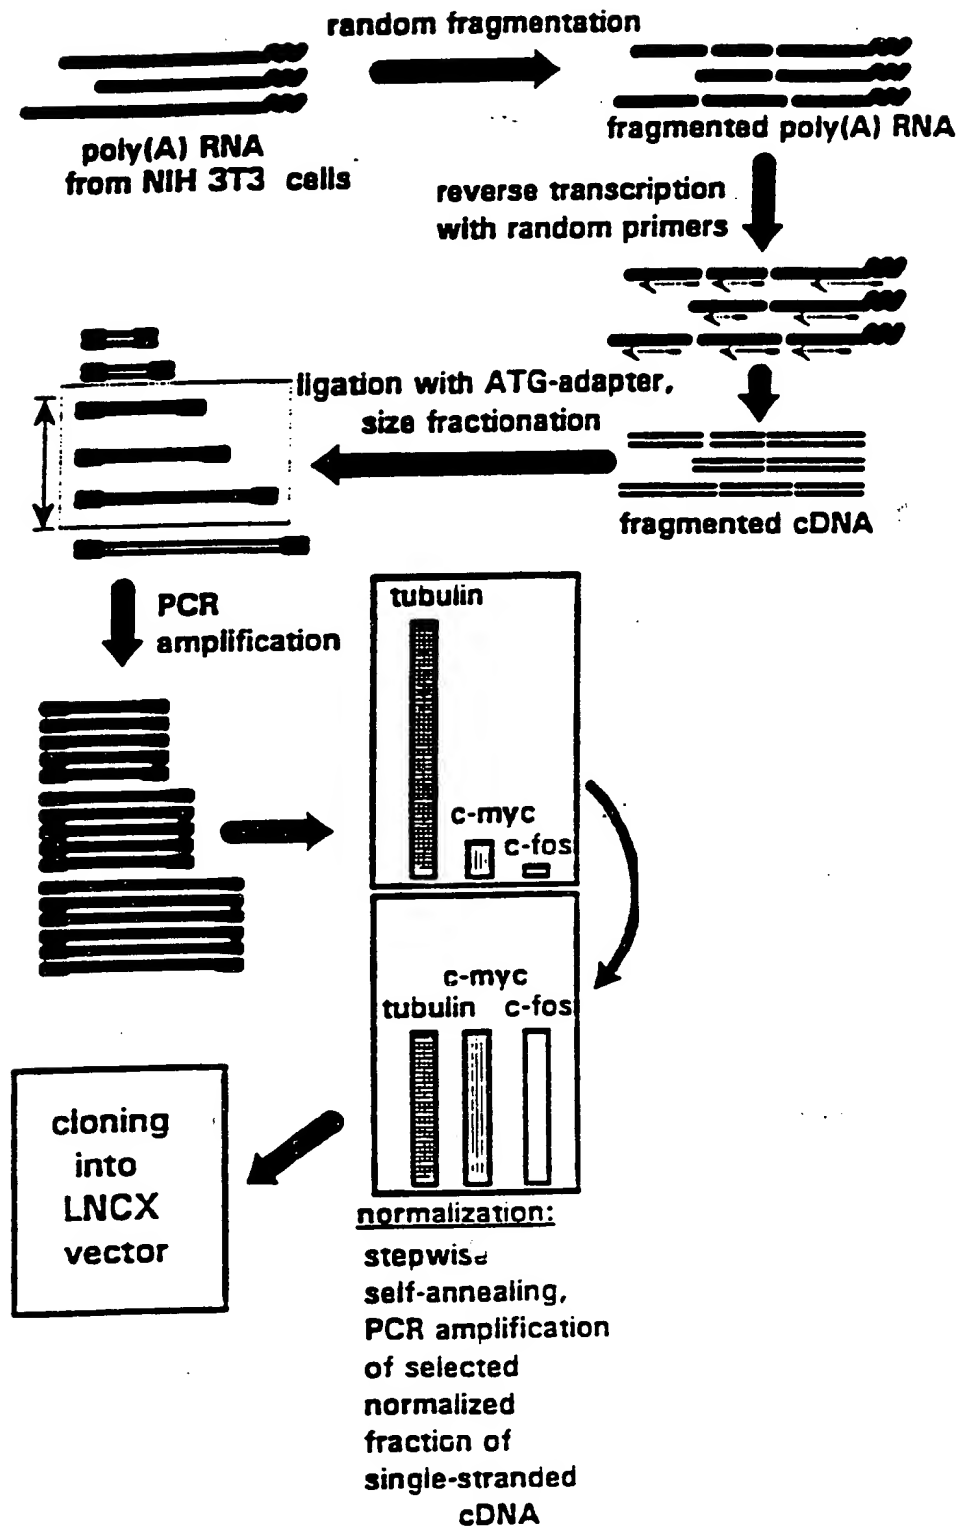 random fragmentation
poly(A) RNA
from NIH 3T3 cells
fragmented poly(A) RNA
reverse transcription
with random primers
ligation with ATG-adapter,
size fractionation
fragmented cDNA
PCR
amplification
tubulin
c-myc
c-fos
c-myc
tubulin c-fos
cloning
into
LNCX
vector
normalization:
stepwise
self-annealing,
PCR amplification
of selected
normalized
fraction of
single-stranded
cDNA